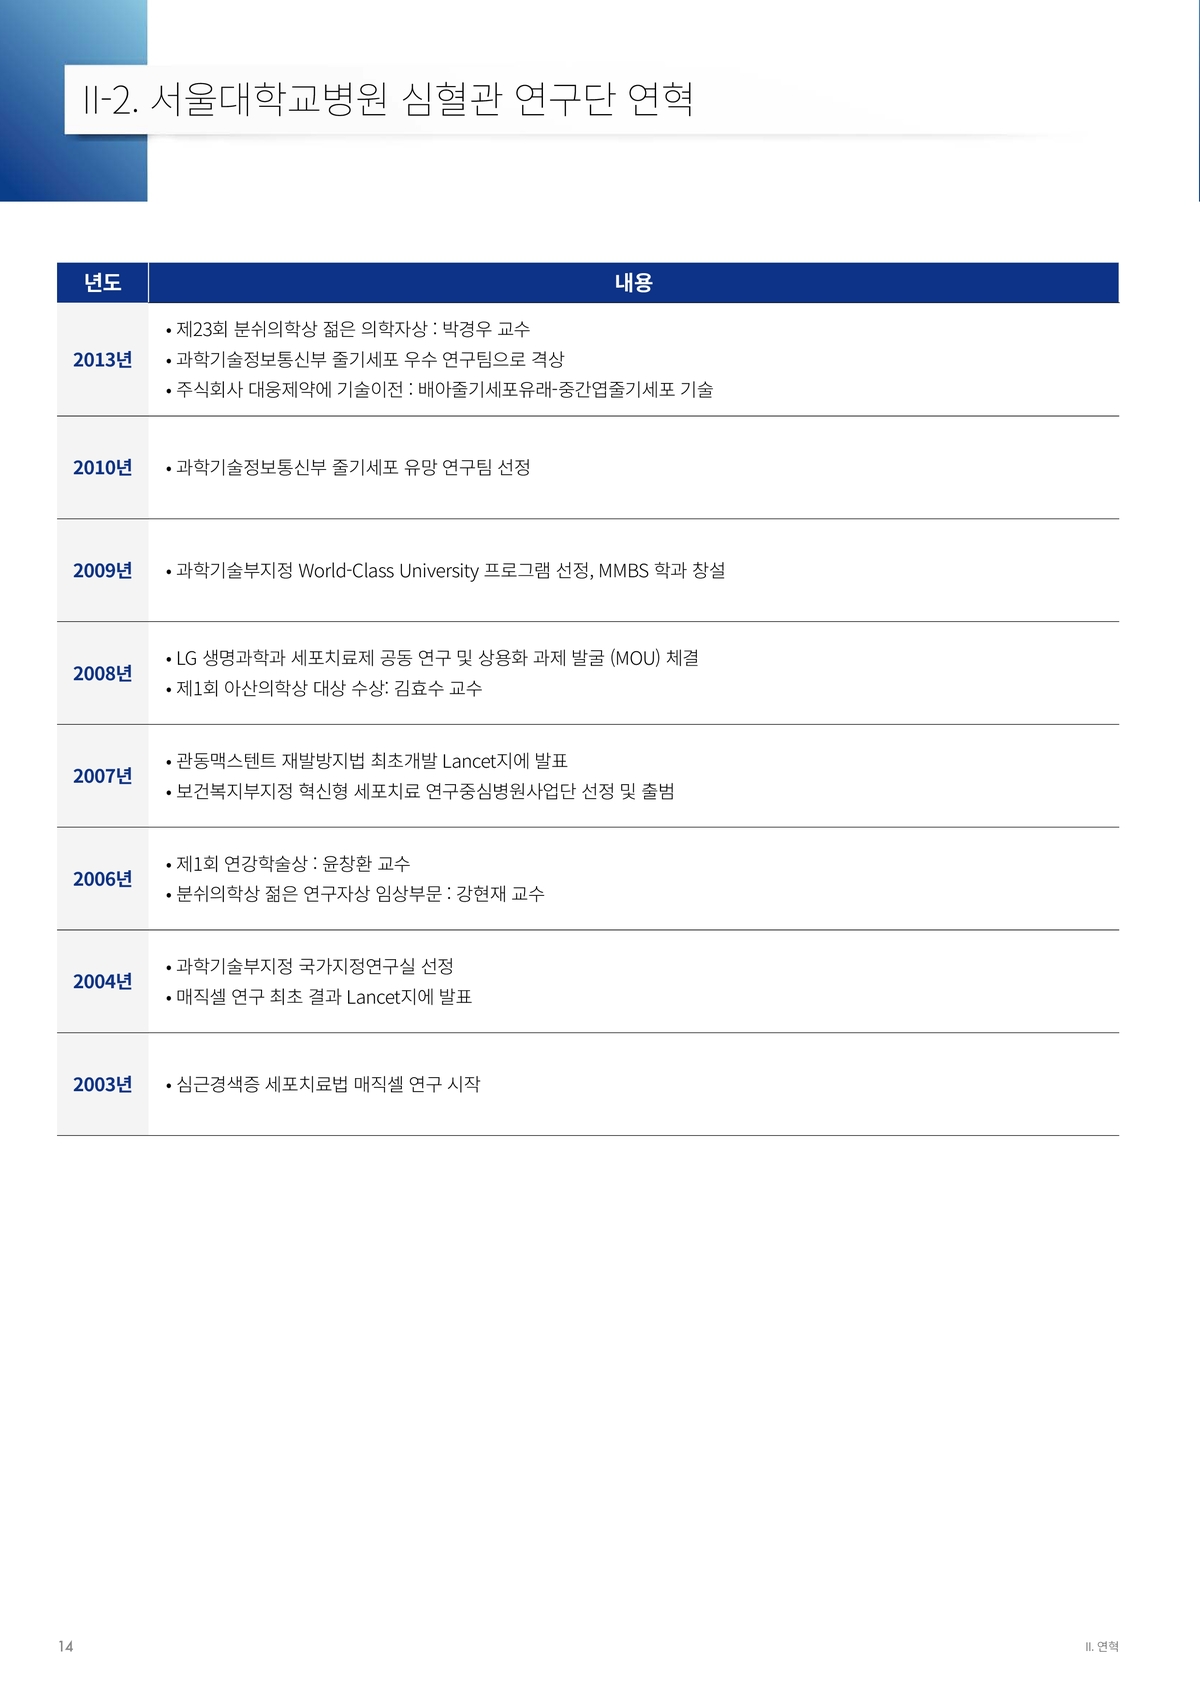 II-2. 서울대학교병원 심혈관 연구단 연혁
년도 내용
2013년
• 제23회 분쉬의학상 젊은 의학자상 : 박경우 교수
• 과학기술정보통신부 줄기세포 우수 연구팀으로 격상
• 주식회사 대웅제약에 기술이전 : 배아줄기세포유래-중간엽줄기세포 기술
2010년
• 과학기술정보통신부 줄기세포 유망 연구팀 선정
2009년
• 과학기술부지정 World-Class University 프로그램 선정, MMBS 학과 창설
2008년
• LG 생명과학과 세포치료제 공동 연구 및 상용화 과제 발굴 (MOU) 체결
• 제1회 아산의학상 대상 수상: 김효수 교수
2007년
• 관동맥스텐트 재발방지법 최초개발 Lancet지에 발표
• 보건복지부지정 혁신형 세포치료 연구중심병원사업단 선정 및 출범
2006년
• 제1회 연강학술상 : 윤창환 교수
• 분쉬의학상 젊은 연구자상 임상부문 : 강현재 교수
2004년
• 과학기술부지정 국가지정연구실 선정
• 매직셀 연구 최초 결과 Lancet지에 발표
2003년
• 심근경색증 세포치료법 매직셀 연구 시작
14
II. 연혁